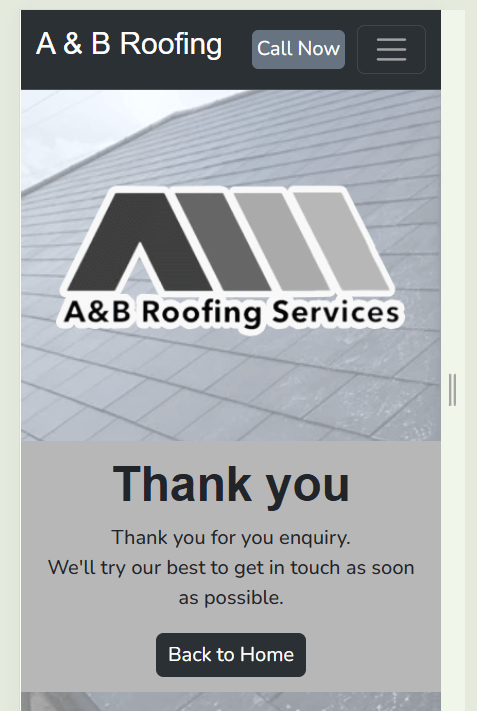 A & B Roofing
Call Now
A&B Roofing Services
Thank you
Thank you for you enquiry.
We'll try our best to get in touch as soon
as possible.
Back to Home